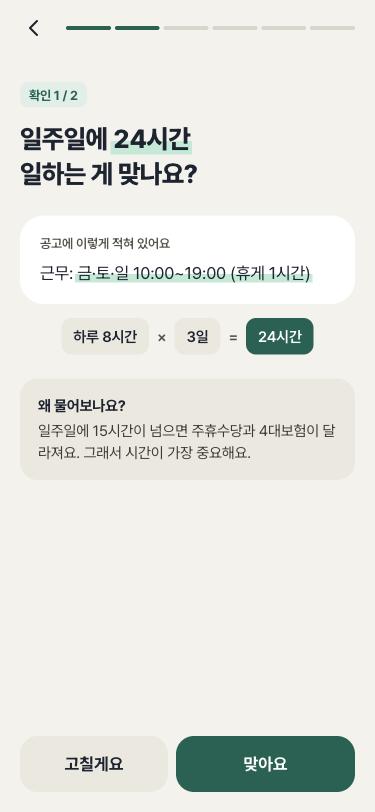 확인 1 / 2
일주일에 24시간
일하는 게 맞나요?
공고에 이렇게 적혀 있어요
근무: 금·토·일 10:00~19:00 (휴게 1시간)
하루 8시간 × 3일 = 24시간
왜 물어보나요?
일주일에 15시간이 넘으면 주휴수당과 4대보험이 달
라져요. 그래서 시간이 가장 중요해요.
고칠게요 맞아요